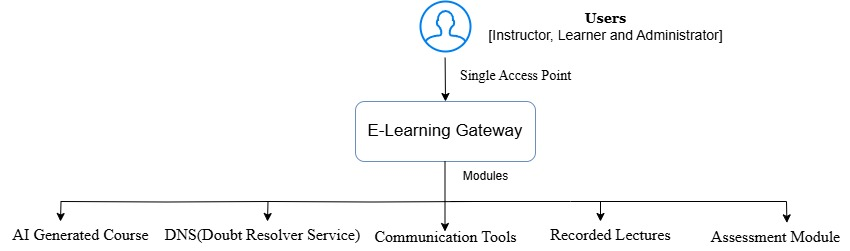 Users
[Instructor, Learner and Administrator]
Single Access Point
E-Learning Gateway
Modules
AI Generated Course
DNS(Doubt Resolver Service)
Communication Tools
Recorded Lectures
Assessment Module